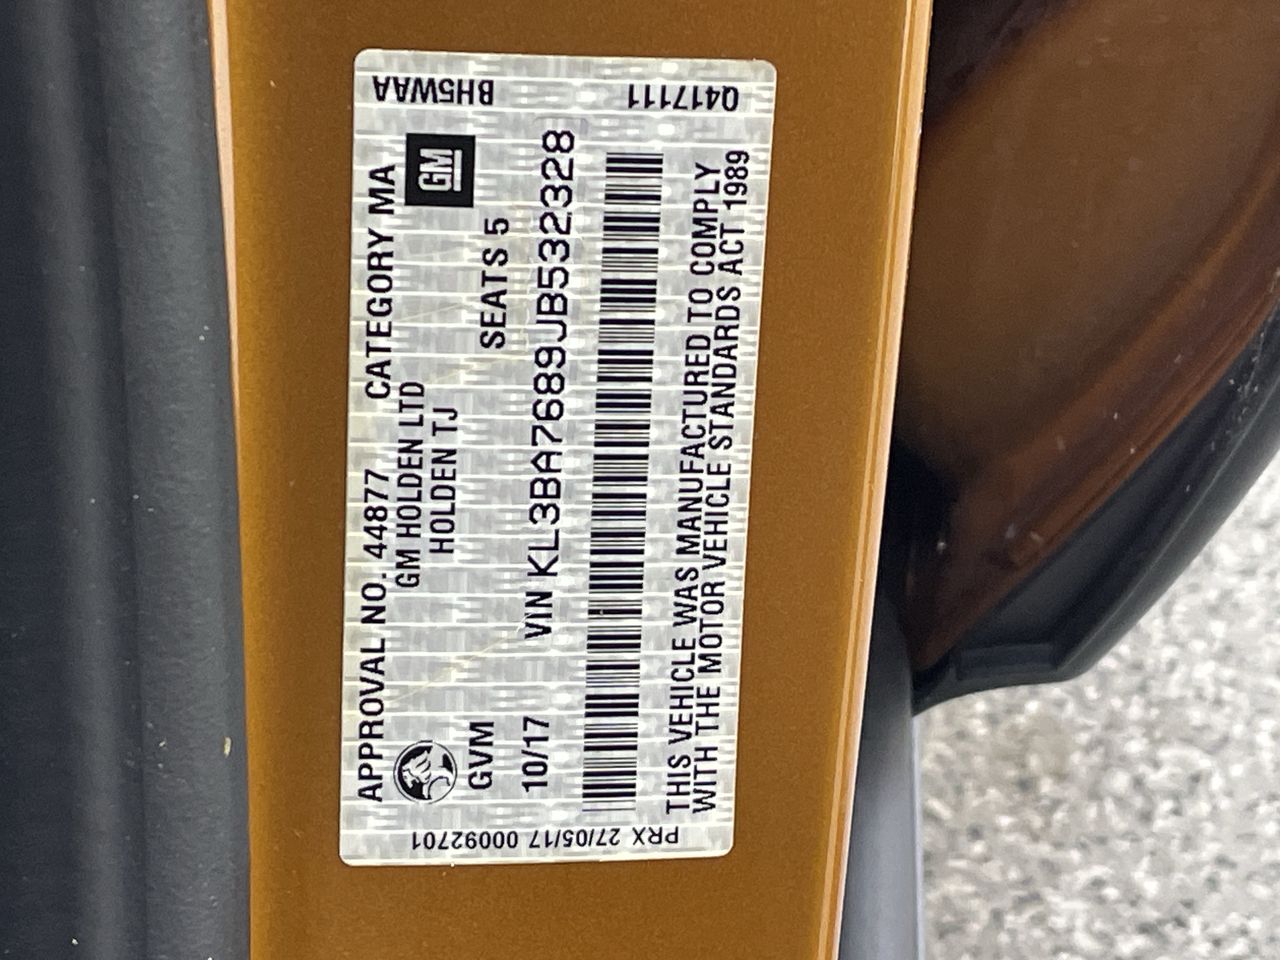 APPROVAL NO. 44877 CATEGORY MA
GM HOLDEN LTD
HOLDEN TJ
GM
GVM
SEATS 5
10/17
VIN KL3BA7689JB532328
THIS VEHICLE WAS MANUFACTURED TO COMPLY
WITH THE MOTOR VEHICLE STANDARDS ACT 1989
PRX 27/05/17 00092701
BH5WAA
Q417111